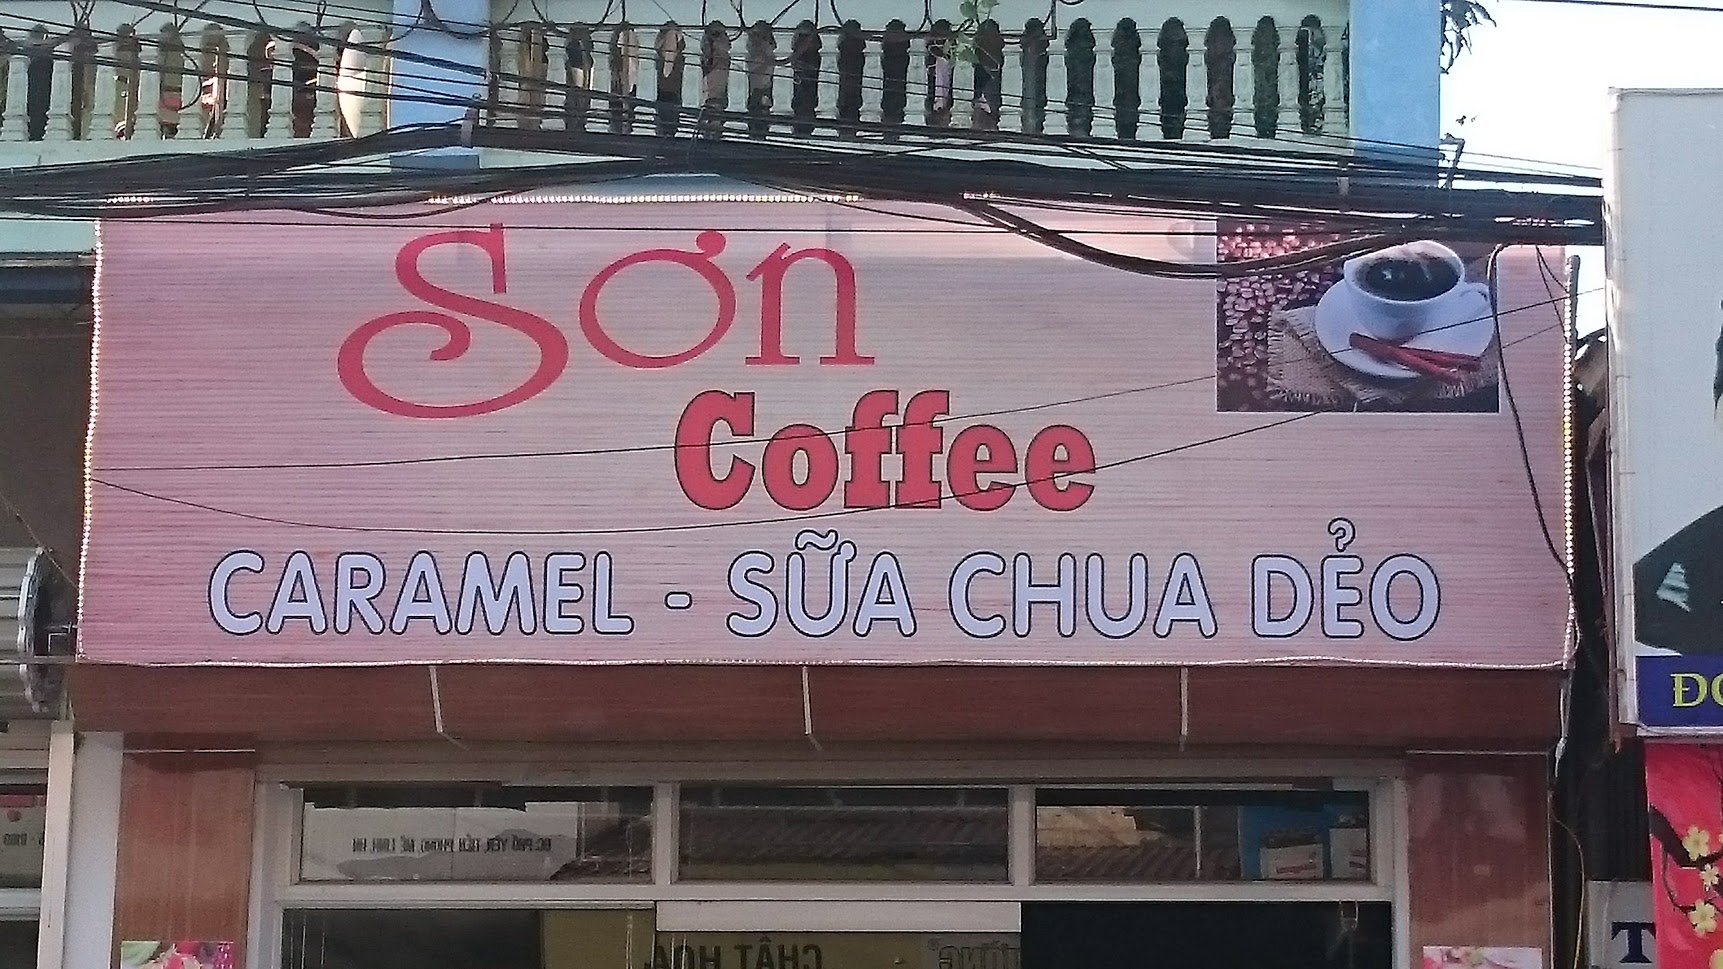 Sơn
Coffee
CARAMEL - SỮA CHUA DẺO